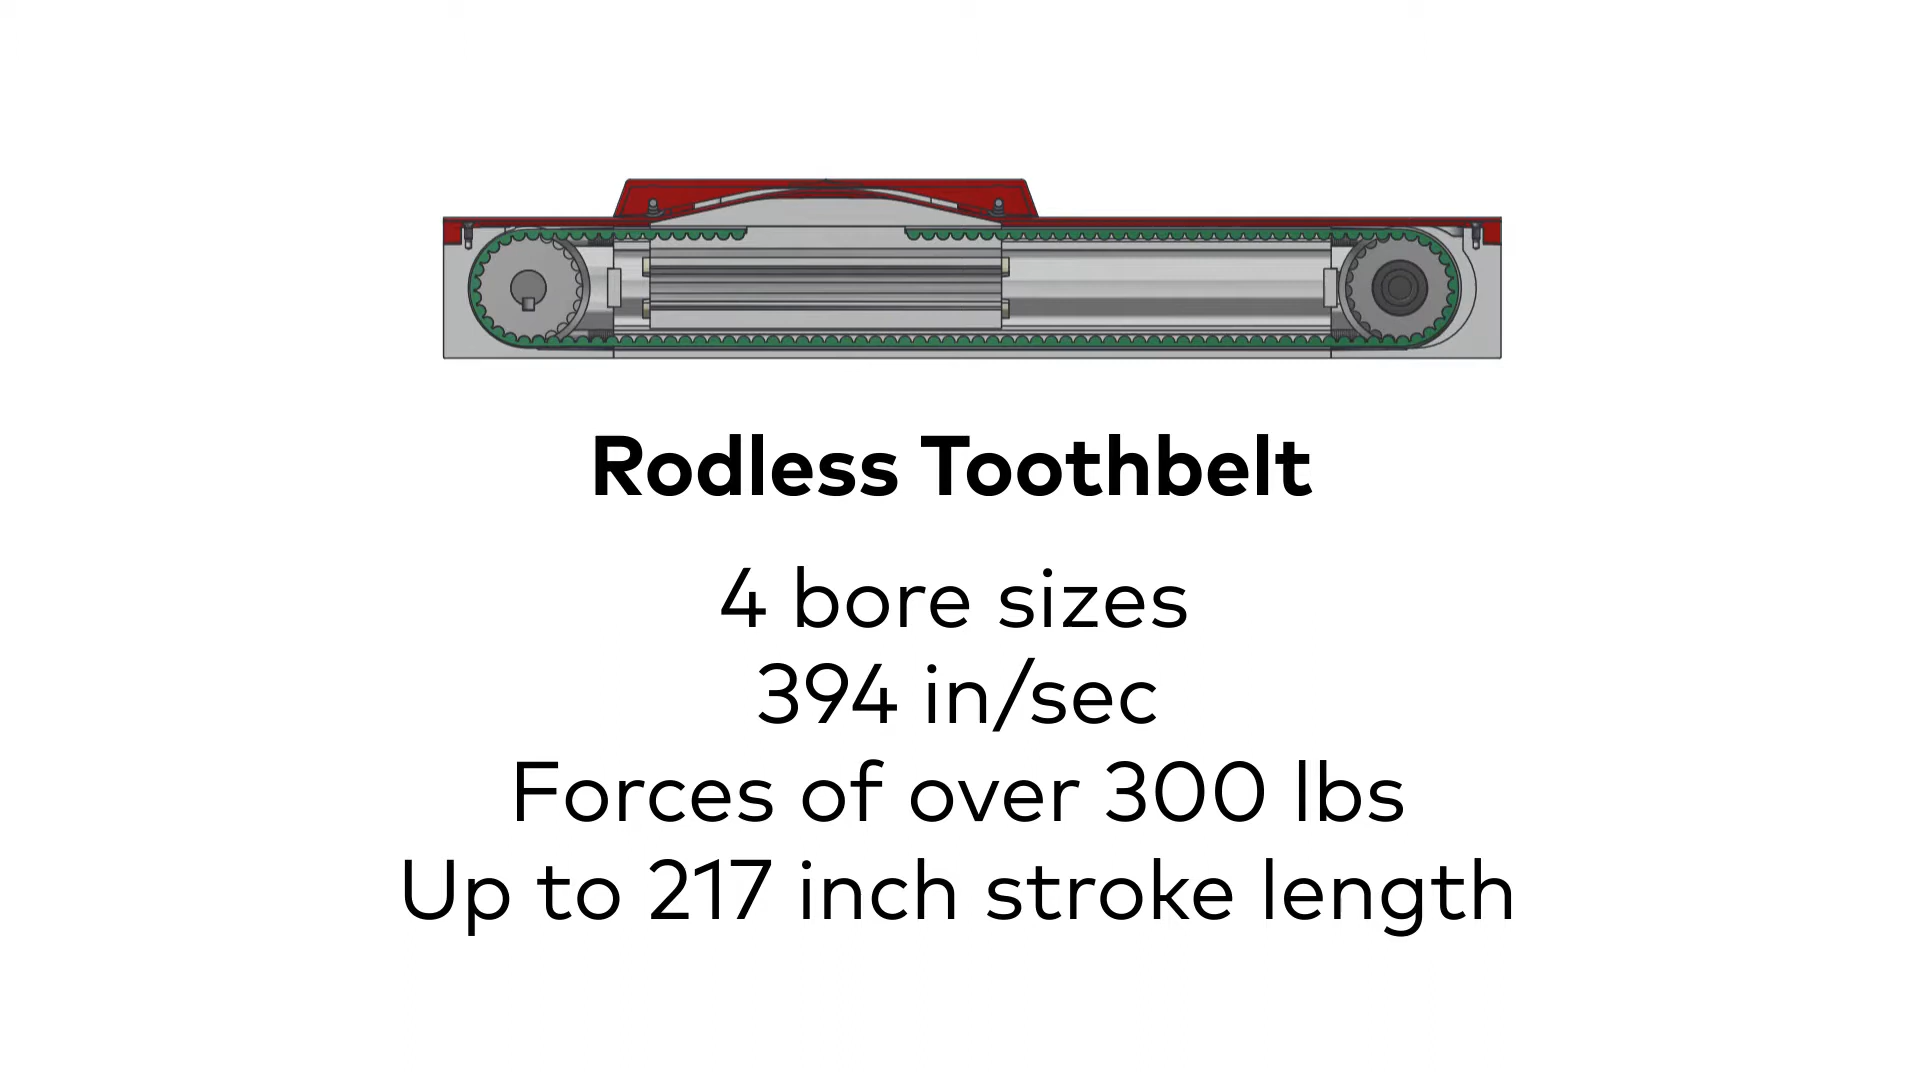 Rodless Toothbelt
4 bore sizes
394 in/sec
Forces of over 300 lbs
Up to 217 inch stroke length